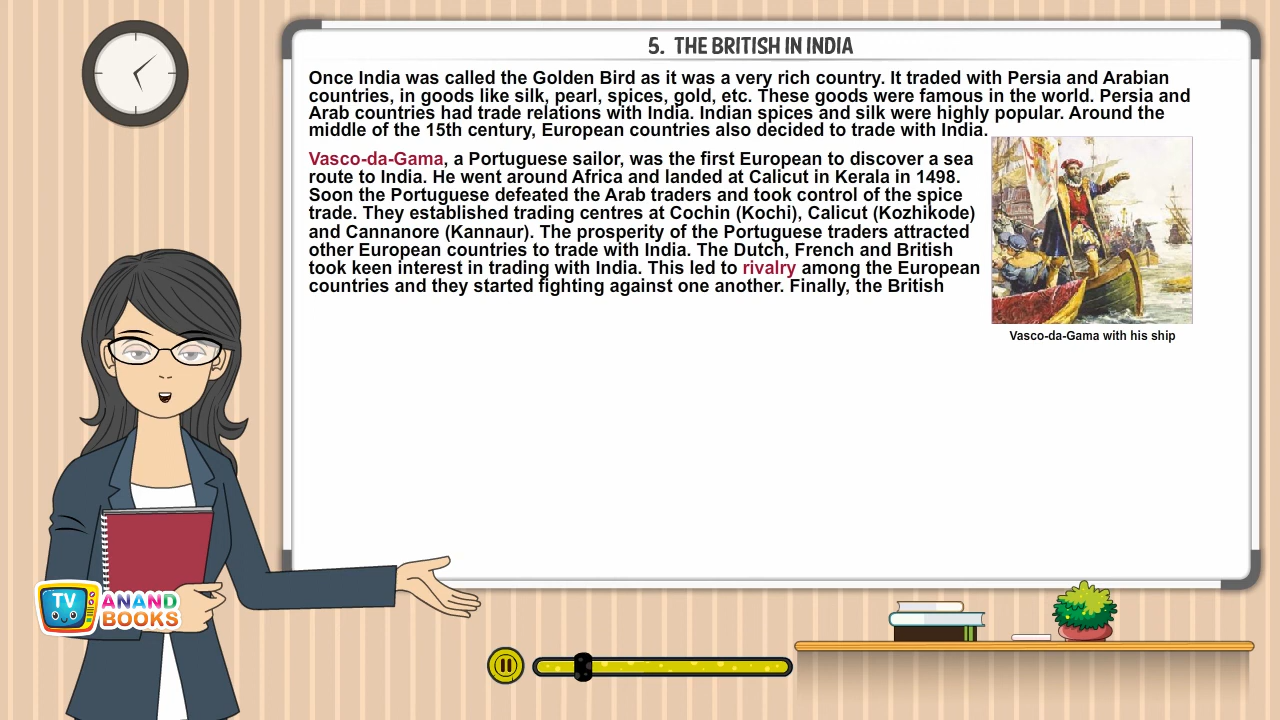 5. THE BRITISH IN INDIA
Once India was called the Golden Bird as it was a very rich country. It traded with Persia and Arabian
countries, in goods like silk, pearl, spices, gold, etc. These goods were famous in the world. Persia and
Arab countries had trade relations with India. Indian spices and silk were highly popular. Around the
middle of the 15th century, European countries also decided to trade with India.
Vasco-da-Gama, a Portuguese sailor, was the first European to discover a sea
route to India. He went around Africa and landed at Calicut in Kerala in 1498.
Soon the Portuguese defeated the Arab traders and took control of the spice
trade. They established trading centres at Cochin (Kochi), Calicut (Kozhikode)
and Cannanore (Kannaur). The prosperity of the Portuguese traders attracted
other European countries to trade with India. The Dutch, French and British
took keen interest in trading with India. This led to rivalry among the European
countries and they started fighting against one another. Finally, the British
Vasco-da-Gama with his ship
TV
ANAND
BOOKS